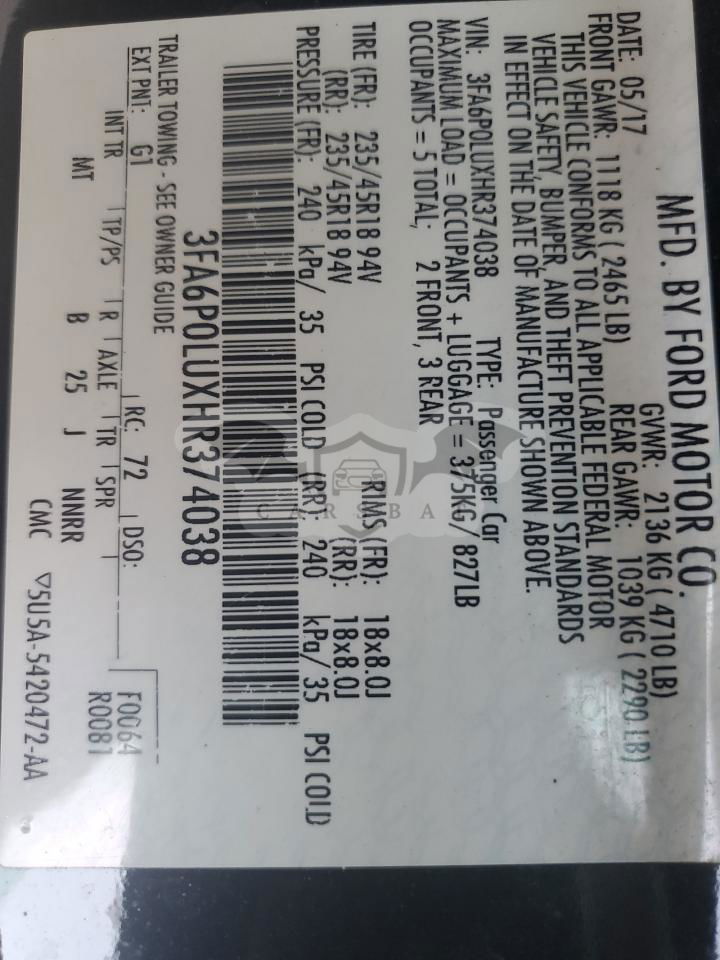 MFD. BY FORD MOTOR CO.
DATE: 05/17 GVWR: 2136 KG ( 4710 LB)
FRONT GAWR: 1118 KG ( 2465 LB) REAR GAWR: 1039 KG ( 2290 LB)
THIS VEHICLE CONFORMS TO ALL APPLICABLE FEDERAL MOTOR
VEHICLE SAFETY, BUMPER, AND THEFT PREVENTION STANDARDS
IN EFFECT ON THE DATE OF MANUFACTURE SHOWN ABOVE.
VIN: 3FA6P0LUXHR374038 TYPE: Passenger Car
MAXIMUM LOAD = OCCUPANTS + LUGGAGE = 375KG/ 827LB
OCCUPANTS = 5 TOTAL; 2 FRONT, 3 REAR
TIRE (FR): 235/45R18 94V RIMS (FR): 18x8.0J
(RR): 235/45R18 94V (RR): 18x8.0J
PRESSURE (FR): 240 kPa/ 35 PSI COLD (RR): 240 kPa/ 35 PSI COLD
3FA6P0LUXHR374038
TRAILER TOWING - SEE OWNER GUIDE
EXT PNT: G1 RC: 72 DSO: F0064
R0081
INT TR TP/PS R AXLE TR SPR
MT B 25 J NNRR
CMC ▽5U5A-5420472-AA
CARSBA